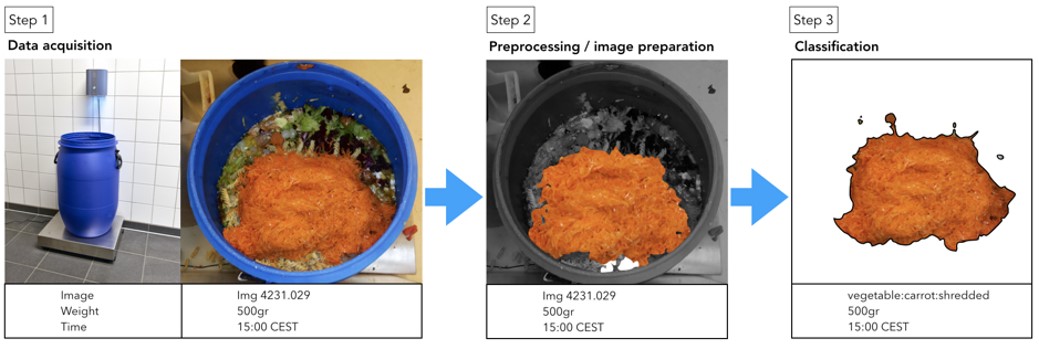 Step 1
Data acquisition
Image Img 4231.029
Weight 500gr
Time 15:00 CEST
Step 2
Preprocessing / image preparation
Img 4231.029
500gr
15:00 CEST
Step 3
Classification
vegetable:carrot:shredded
500gr
15:00 CEST